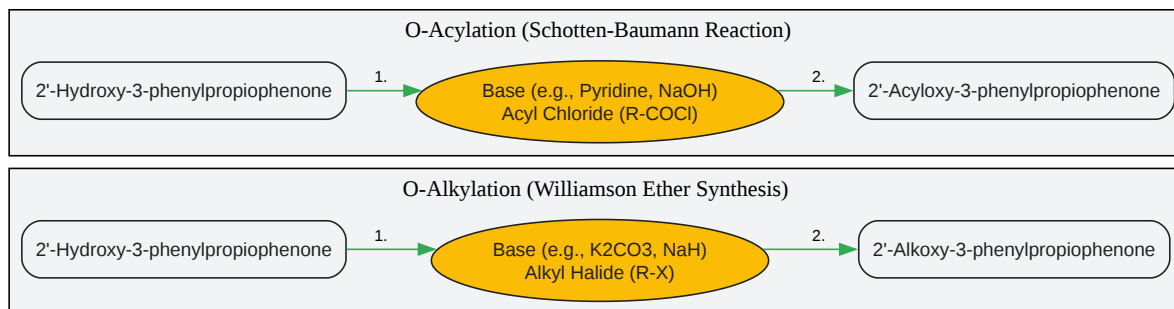 O-Acylation (Schotten-Baumann Reaction)
2'-Hydroxy-3-phenylpropiophenone
1.
Base (e.g., Pyridine, NaOH)
Acyl Chloride (R-COCl)
2.
2'-Acyloxy-3-phenylpropiophenone
O-Alkylation (Williamson Ether Synthesis)
2'-Hydroxy-3-phenylpropiophenone
1.
Base (e.g., K2CO3, NaH)
Alkyl Halide (R-X)
2.
2'-Alkoxy-3-phenylpropiophenone